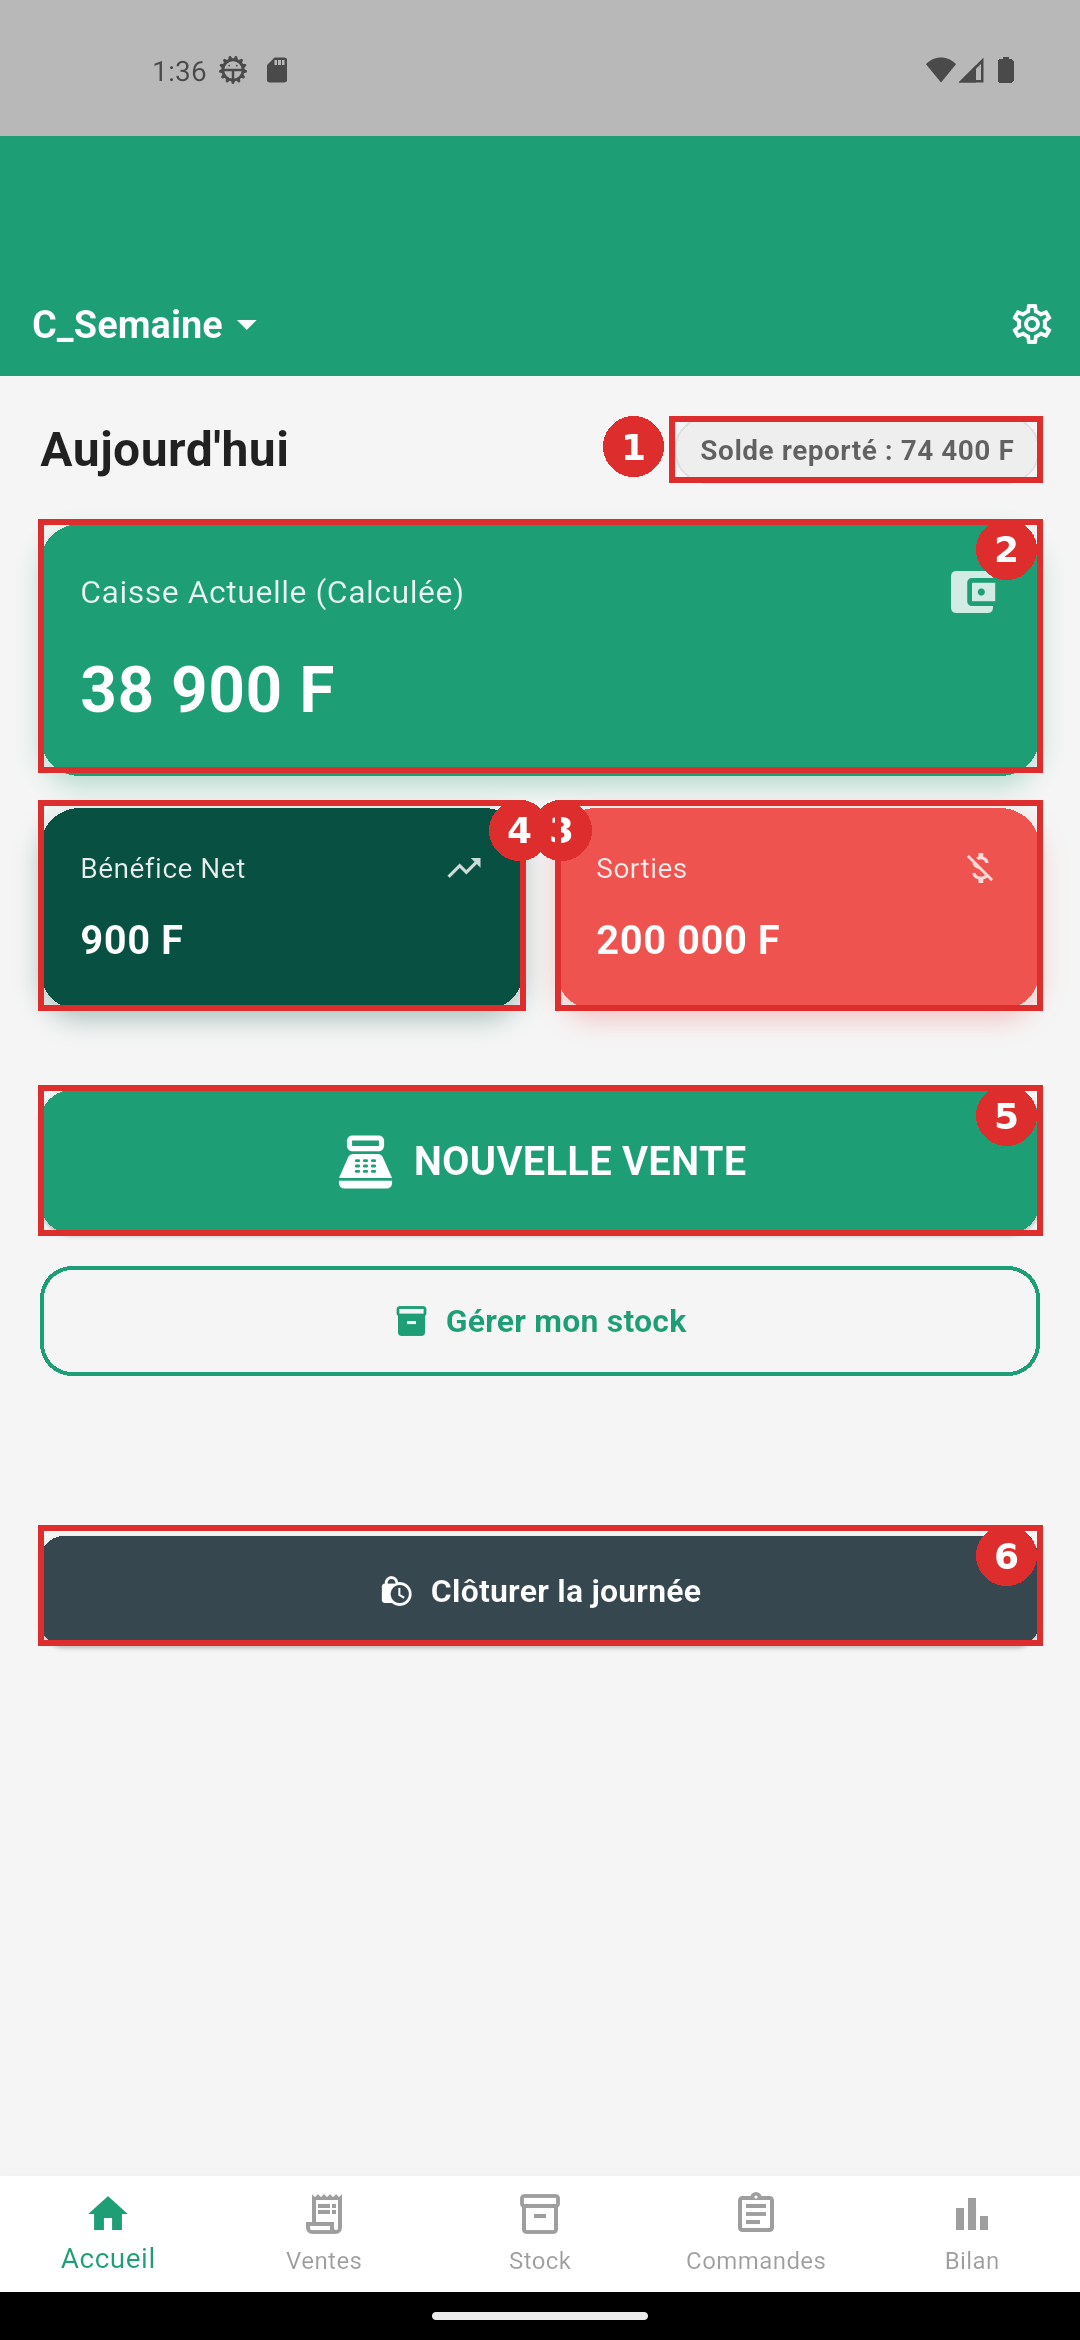 1:36
C_Semaine
Aujourd'hui
1
Solde reporté : 74 400 F
2
Caisse Actuelle (Calculée)
38 900 F
4 3
Bénéfice Net
900 F
Sorties
200 000 F
5
NOUVELLE VENTE
Gérer mon stock
6
Clôturer la journée
Accueil
Ventes
Stock
Commandes
Bilan